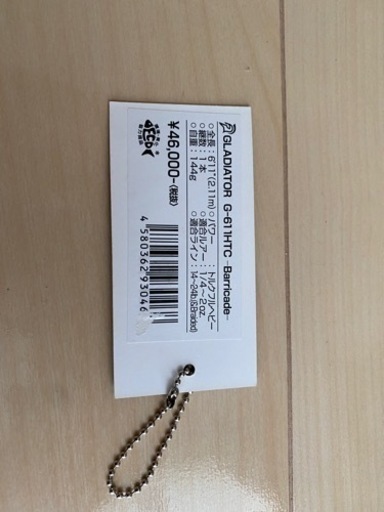 GLADIATOR G-611HTC -Barricade-
○全長：6'11"(2.11m) ○パワー：トルクフルヘビー
○継数：1本 ○適合ルアー：1/4〜2oz.
○自重：144g ○適合ライン：14〜24lb.(&Braided)
ECO
¥46,000-(税抜)
4 580362 93046